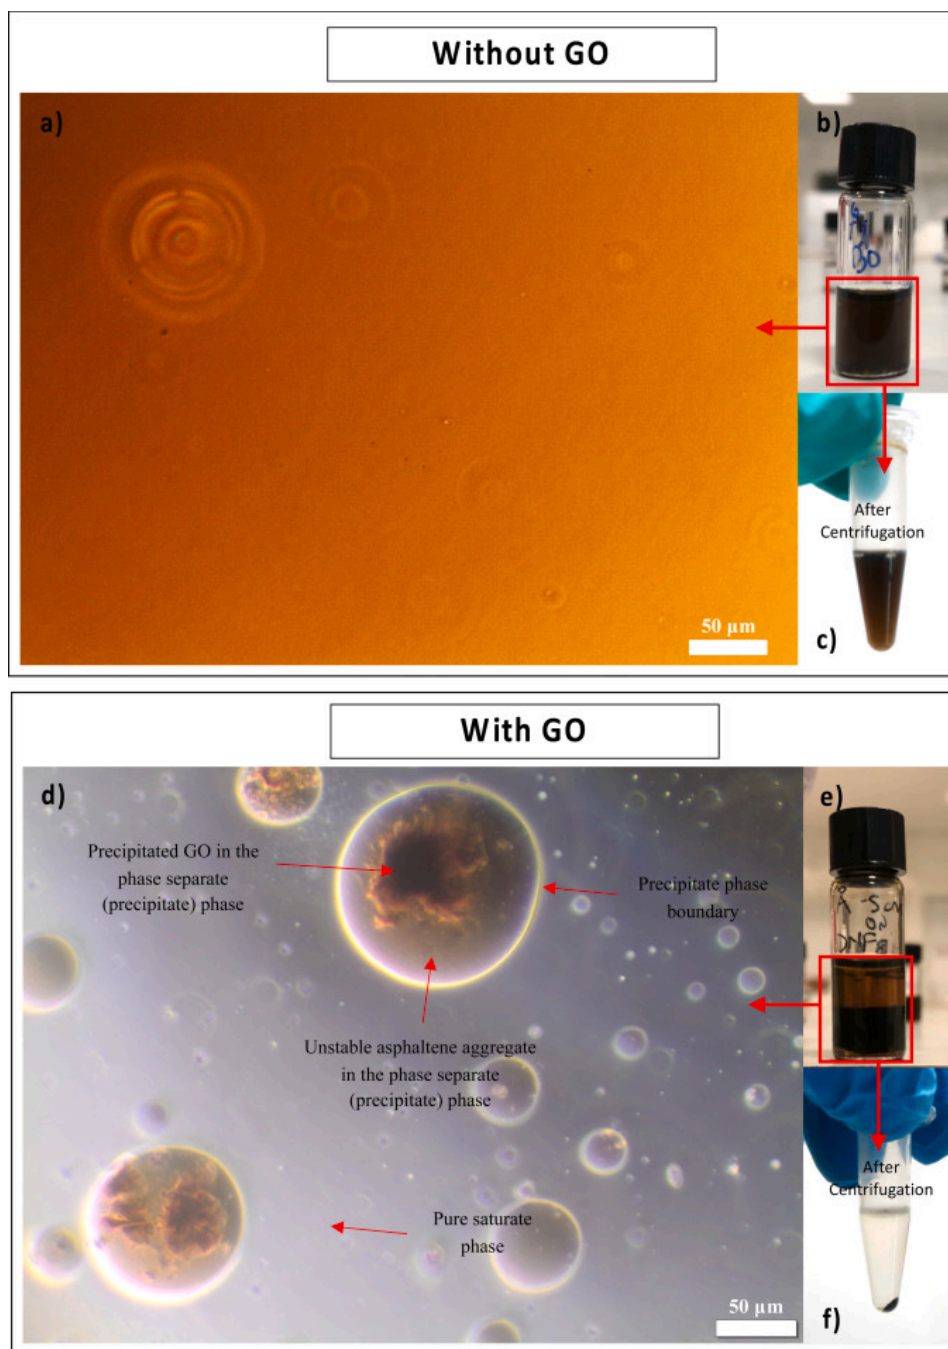 Without GO
a)
b)
After
Centrifugation
50 µm
c)
With GO
d)
e)
Precipitated GO in the
phase separate
(precipitate) phase
Precipitate phase
boundary
Unstable asphaltene aggregate
in the phase separate
(precipitate) phase
After
Centrifugation
Pure saturate
phase
50 µm
f)